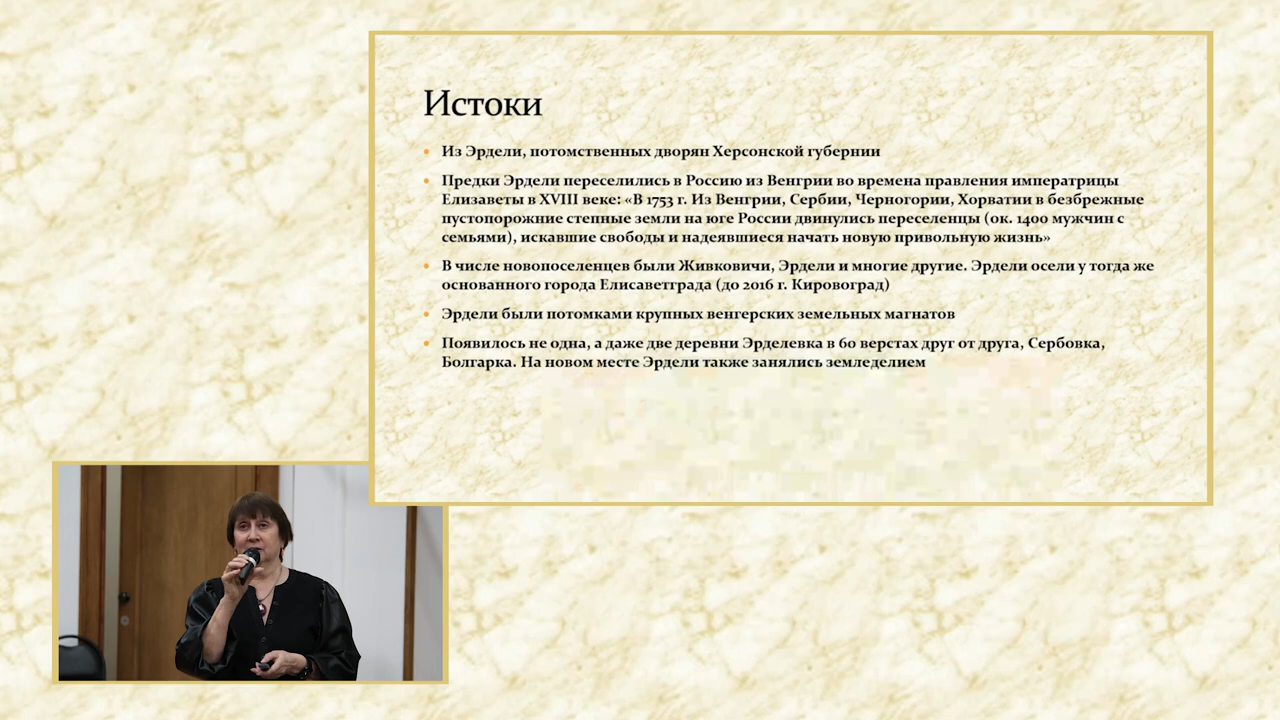 Истоки
Из Эрдели, потомственных дворян Херсонской губернии
Предки Эрдели переселились в Россию из Венгрии во времена правления императрицы
Елизаветы в XVIII веке: «В 1753 г. Из Венгрии, Сербии, Черногории, Хорватии в безбрежные
пустопорожние степные земли на юге России двинулись переселенцы (ок. 1400 мужчин с
семьями), искавшие свободы и надеявшиеся начать новую привольную жизнь»
В числе новопоселенцев были Живковичи, Эрдели и многие другие. Эрдели осели у тогда же
основанного города Елисаветграда (до 2016 г. Кировоград)
Эрдели были потомками крупных венгерских земельных магнатов
Появилось не одна, а даже две деревни Эрделевка в 60 верстах друг от друга, Сербовка,
Болгарка. На новом месте Эрдели также занялись земледелием